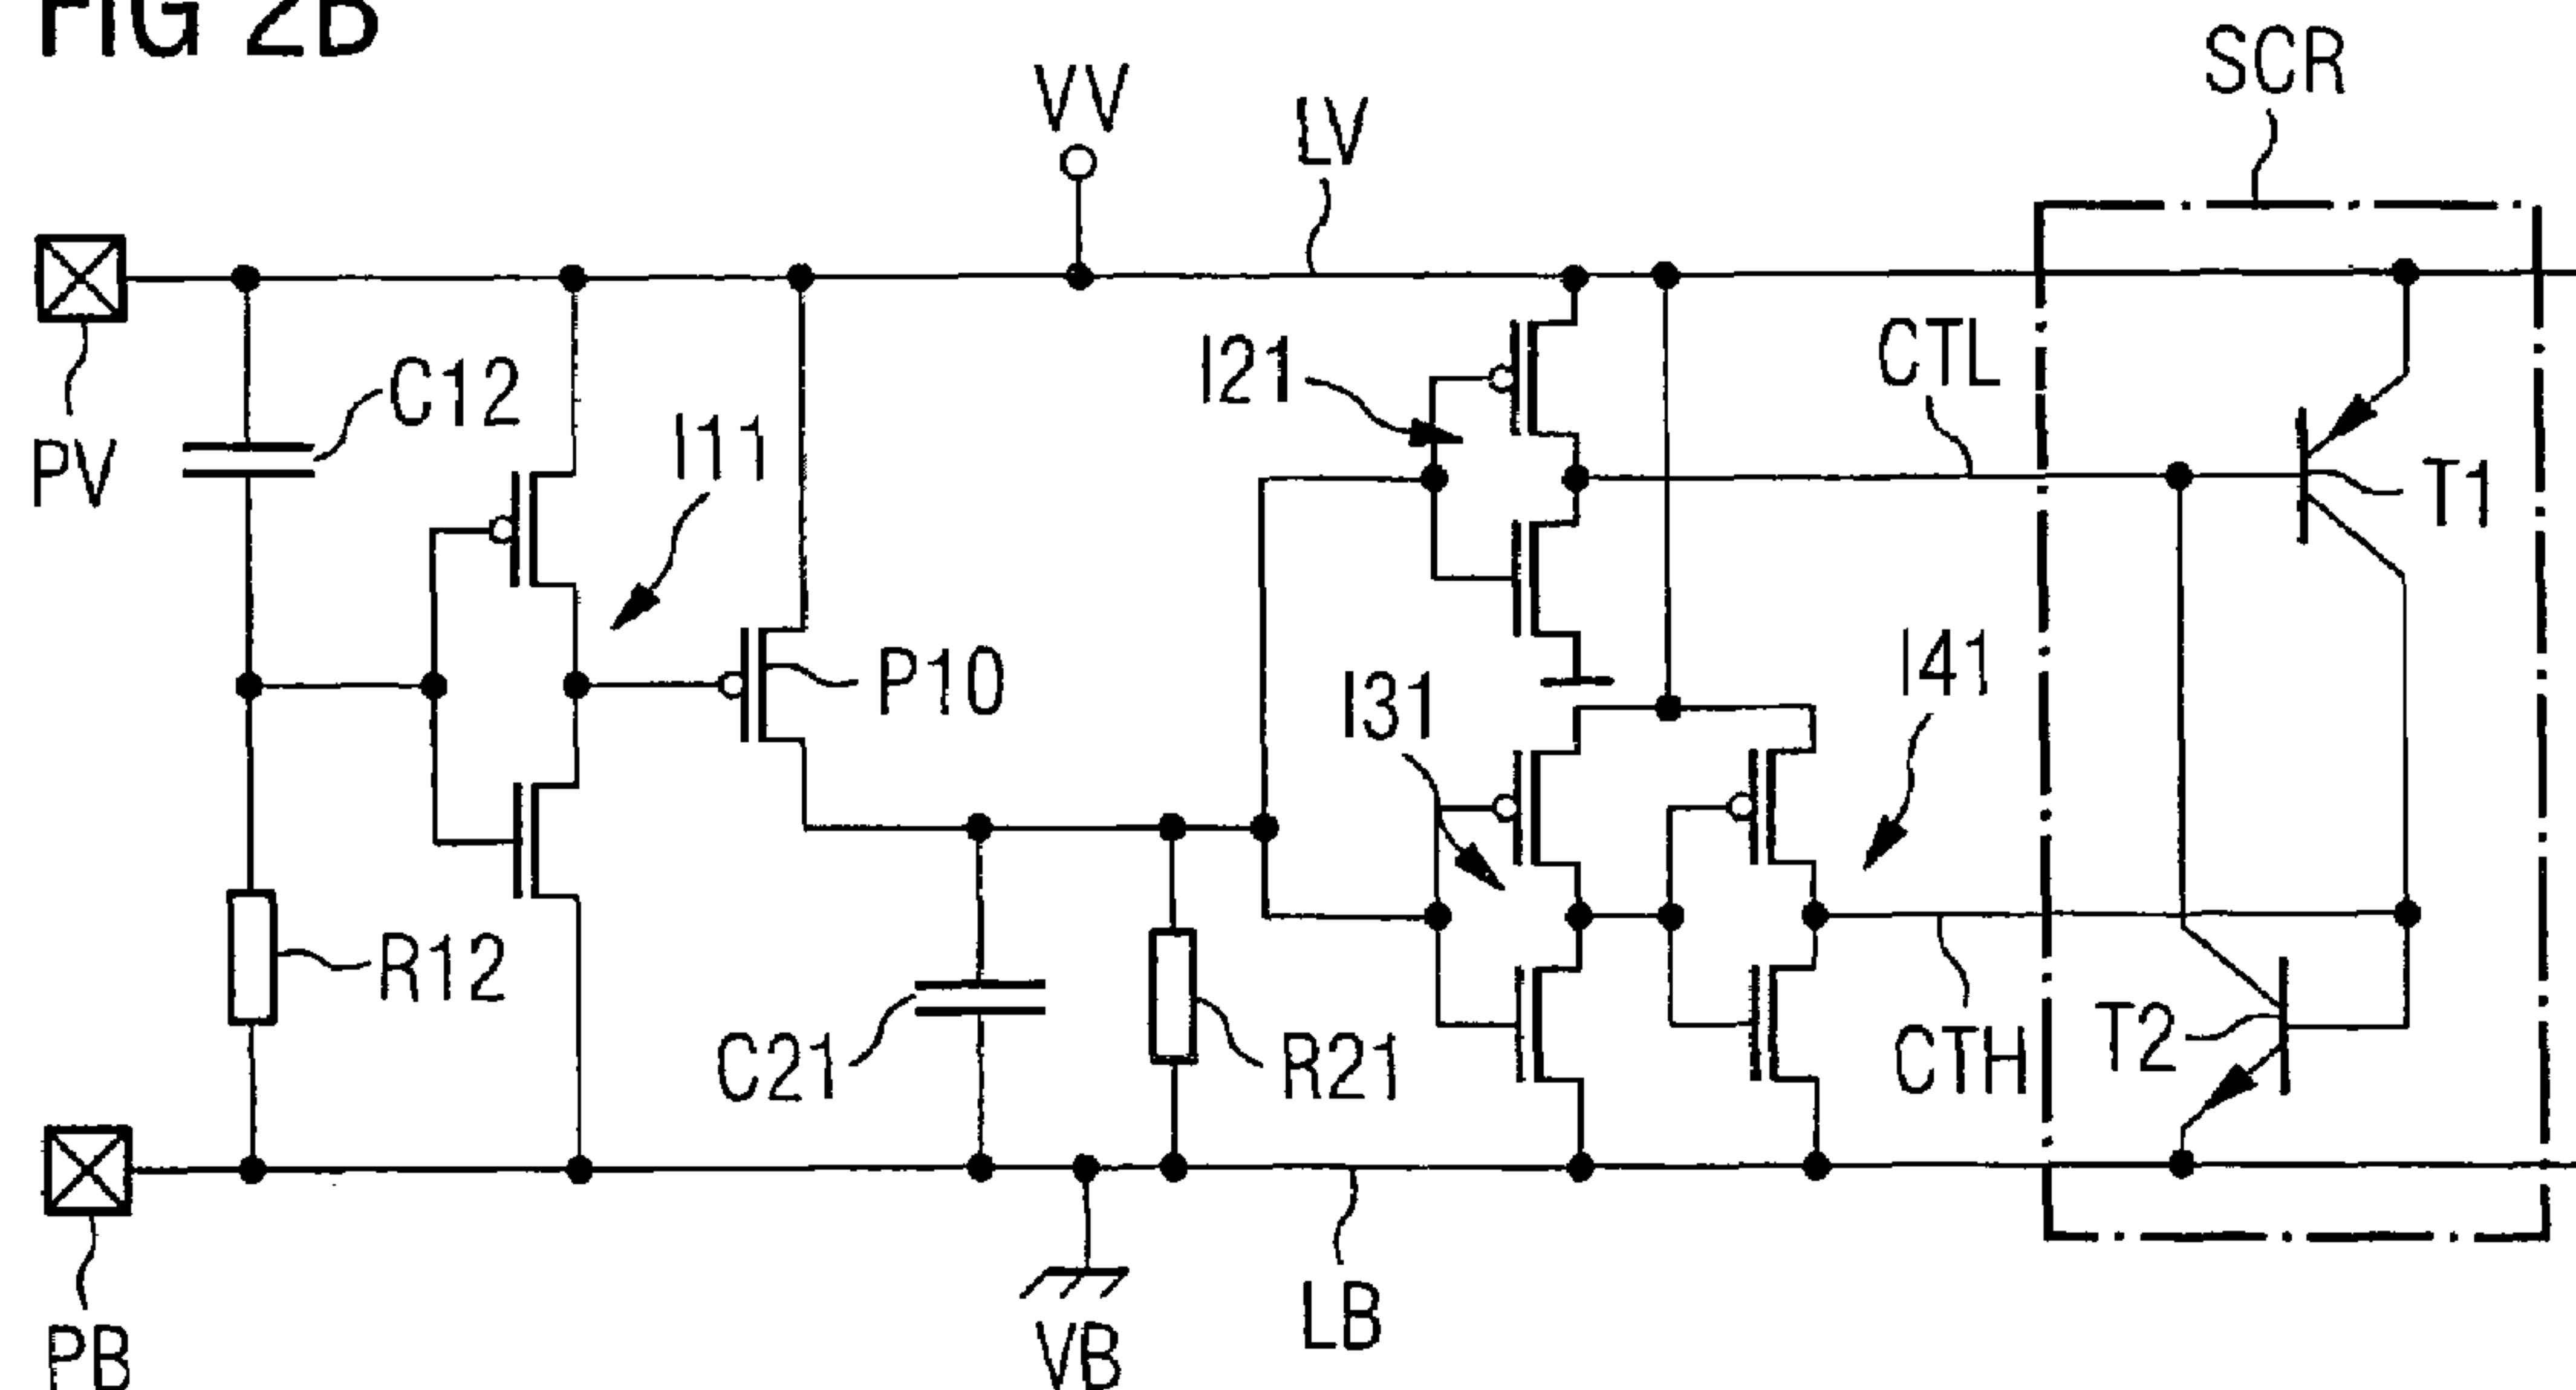 FIG 2B
SCR
VV
LV
I21
CTL
C12
PV
I11
T1
P10
I31
I41
R12
C21
R21
CTH
T2
PB
VB
LB